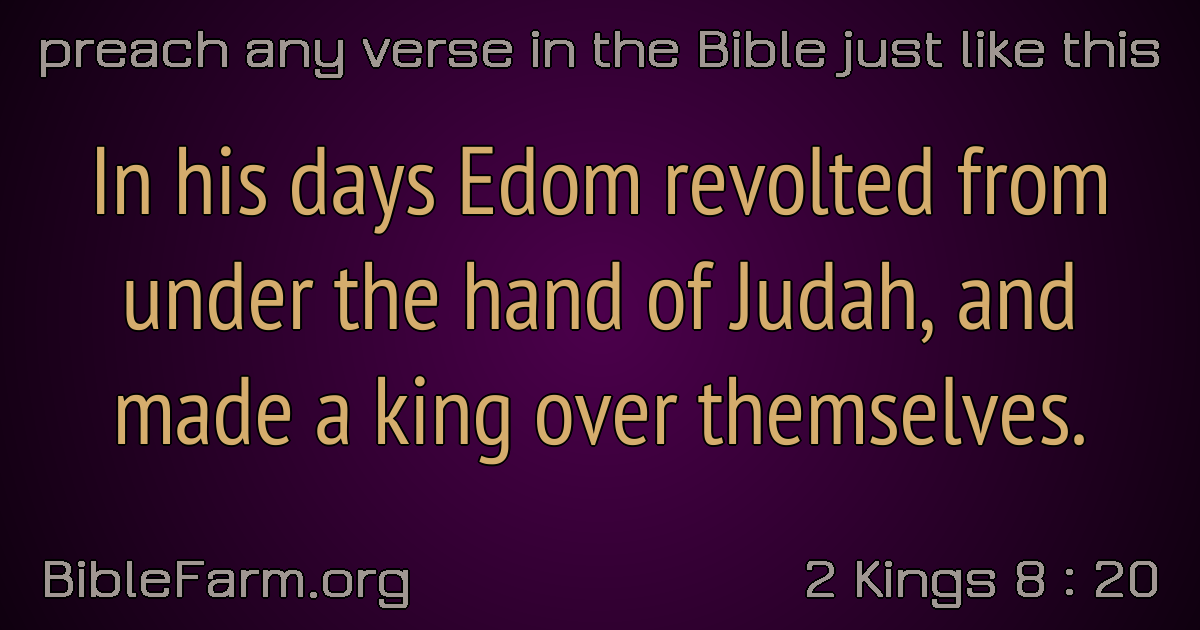 preach any verse in the Bible just like this
In his days Edom revolted from
under the hand of Judah, and
made a king over themselves.
BibleFarm.org
2 Kings 8 : 20